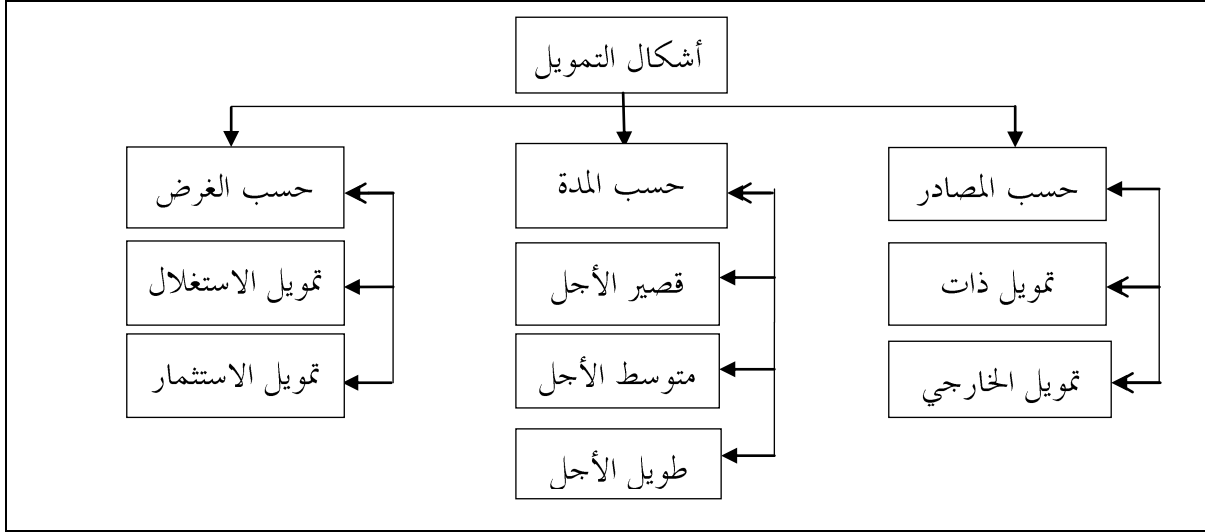 أشكال التمويل
حسب المصادر
تمويل ذات
تمويل الخارجي
حسب المدة
قصير الأجل
متوسط الأجل
طويل الأجل
حسب الغرض
تمويل الاستغلال
تمويل الاستثمار